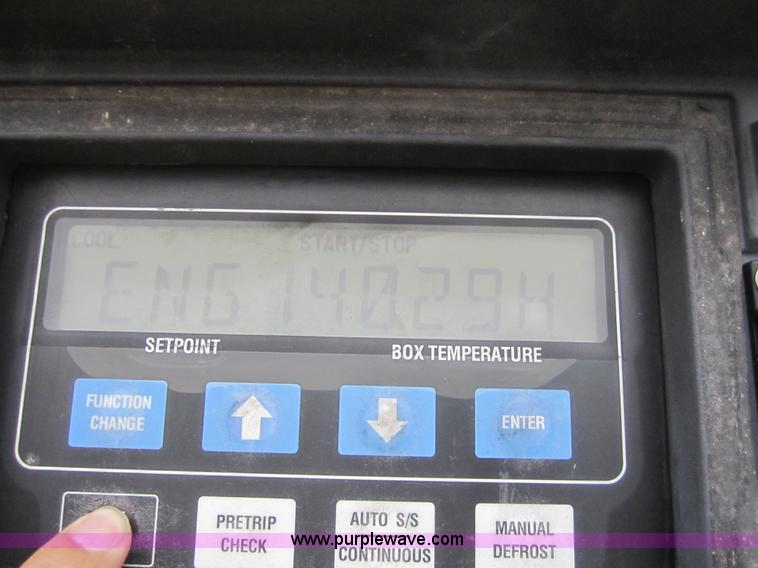 COOL START/STOP
ENG 14029H
SETPOINT BOX TEMPERATURE
FUNCTION CHANGE
ENTER
PRETRIP CHECK
AUTO S/S CONTINUOUS
MANUAL DEFROST
www.purplewave.com